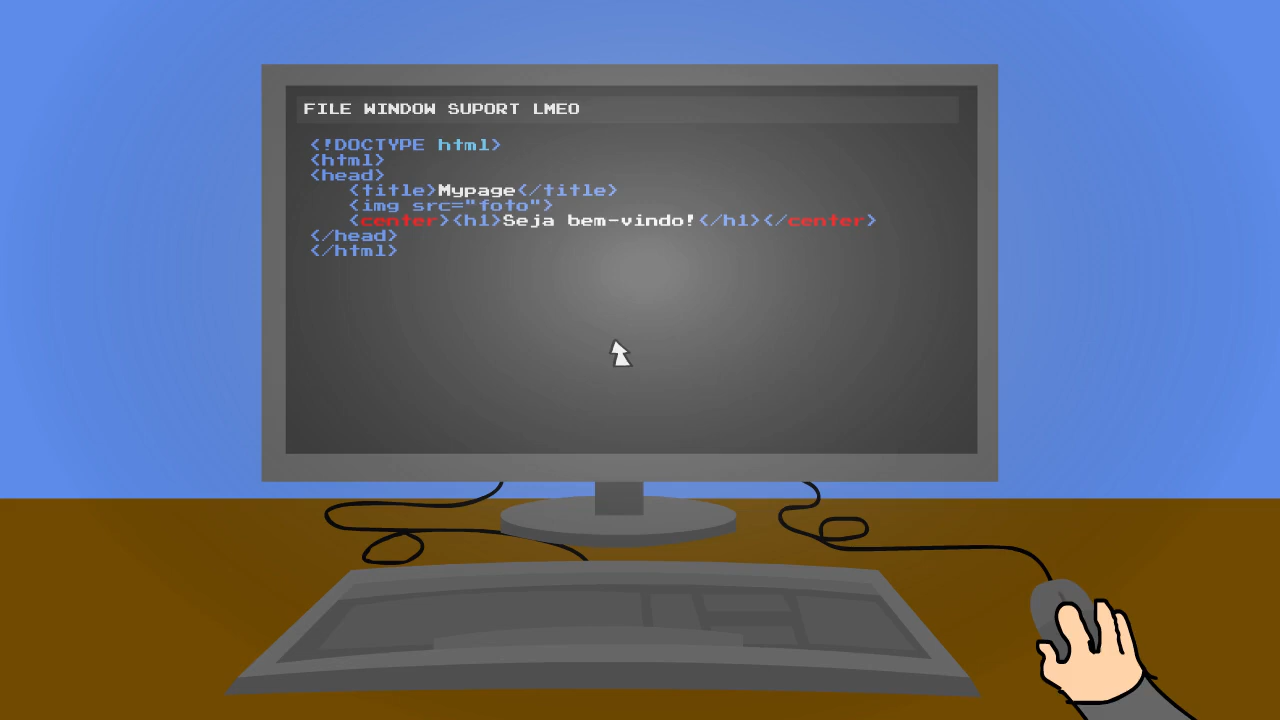 FILE WINDOW SUPORT LMEO
<!DOCTYPE html>
<html>
<head>
<title>Mypage</title>
<img src="foto">
<center><h1>Seja bem-vindo!</h1></center>
</head>
</html>